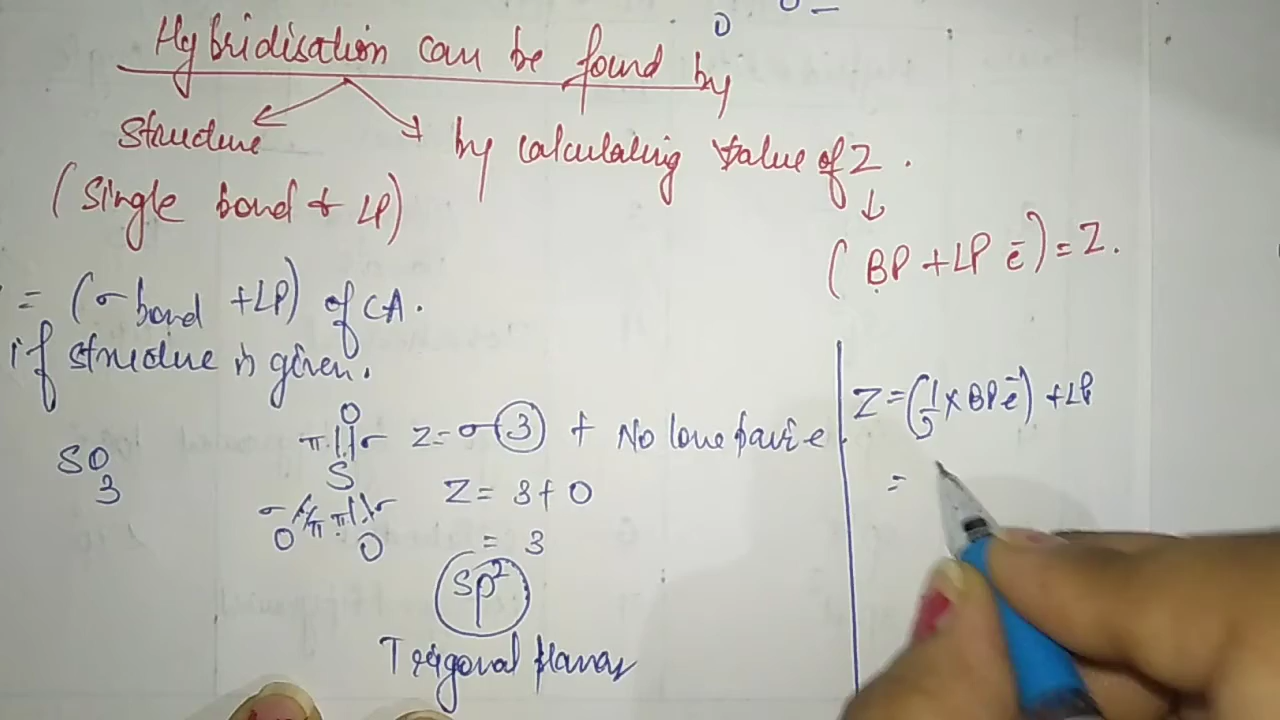 Hybridisation can be found by
Structure
by calculating value of Z.
(Single bond + LP)
(BP + LP e⁻) = Z.
= (σ bond + LP) of CA.
if structure is given.
SO3
O
π || σ
S
σ // π π || σ
O O
Z = σ 3 + No lone pair e
Z = 3 + 0
= 3
sp²
Trigonal planar
Z = (1/2 × BP e⁻) + LP
=